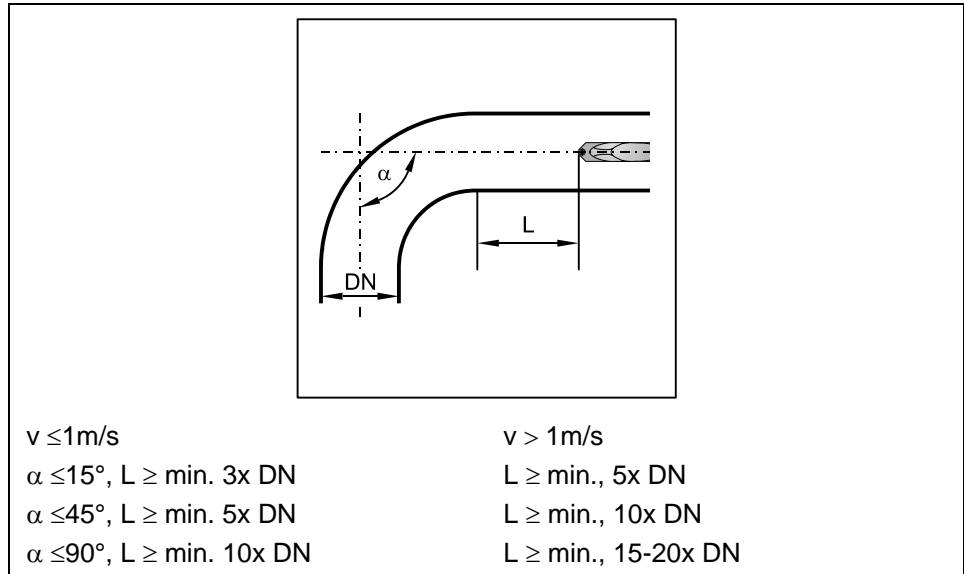 α
L
DN
v ≤1m/s
v > 1m/s
α ≤15°, L ≥ min. 3x DN
L ≥ min., 5x DN
α ≤45°, L ≥ min. 5x DN
L ≥ min., 10x DN
α ≤90°, L ≥ min. 10x DN
L ≥ min., 15-20x DN